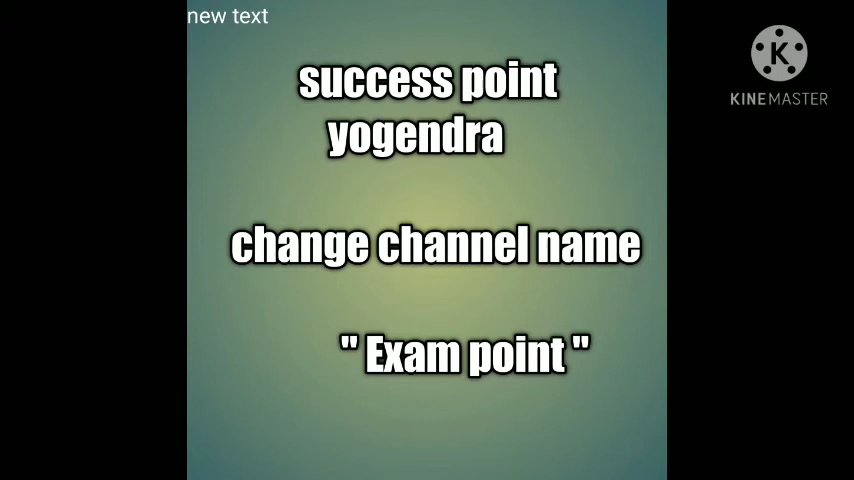 new text
success point
yogendra
change channel name
" Exam point "
K
KINEMASTER